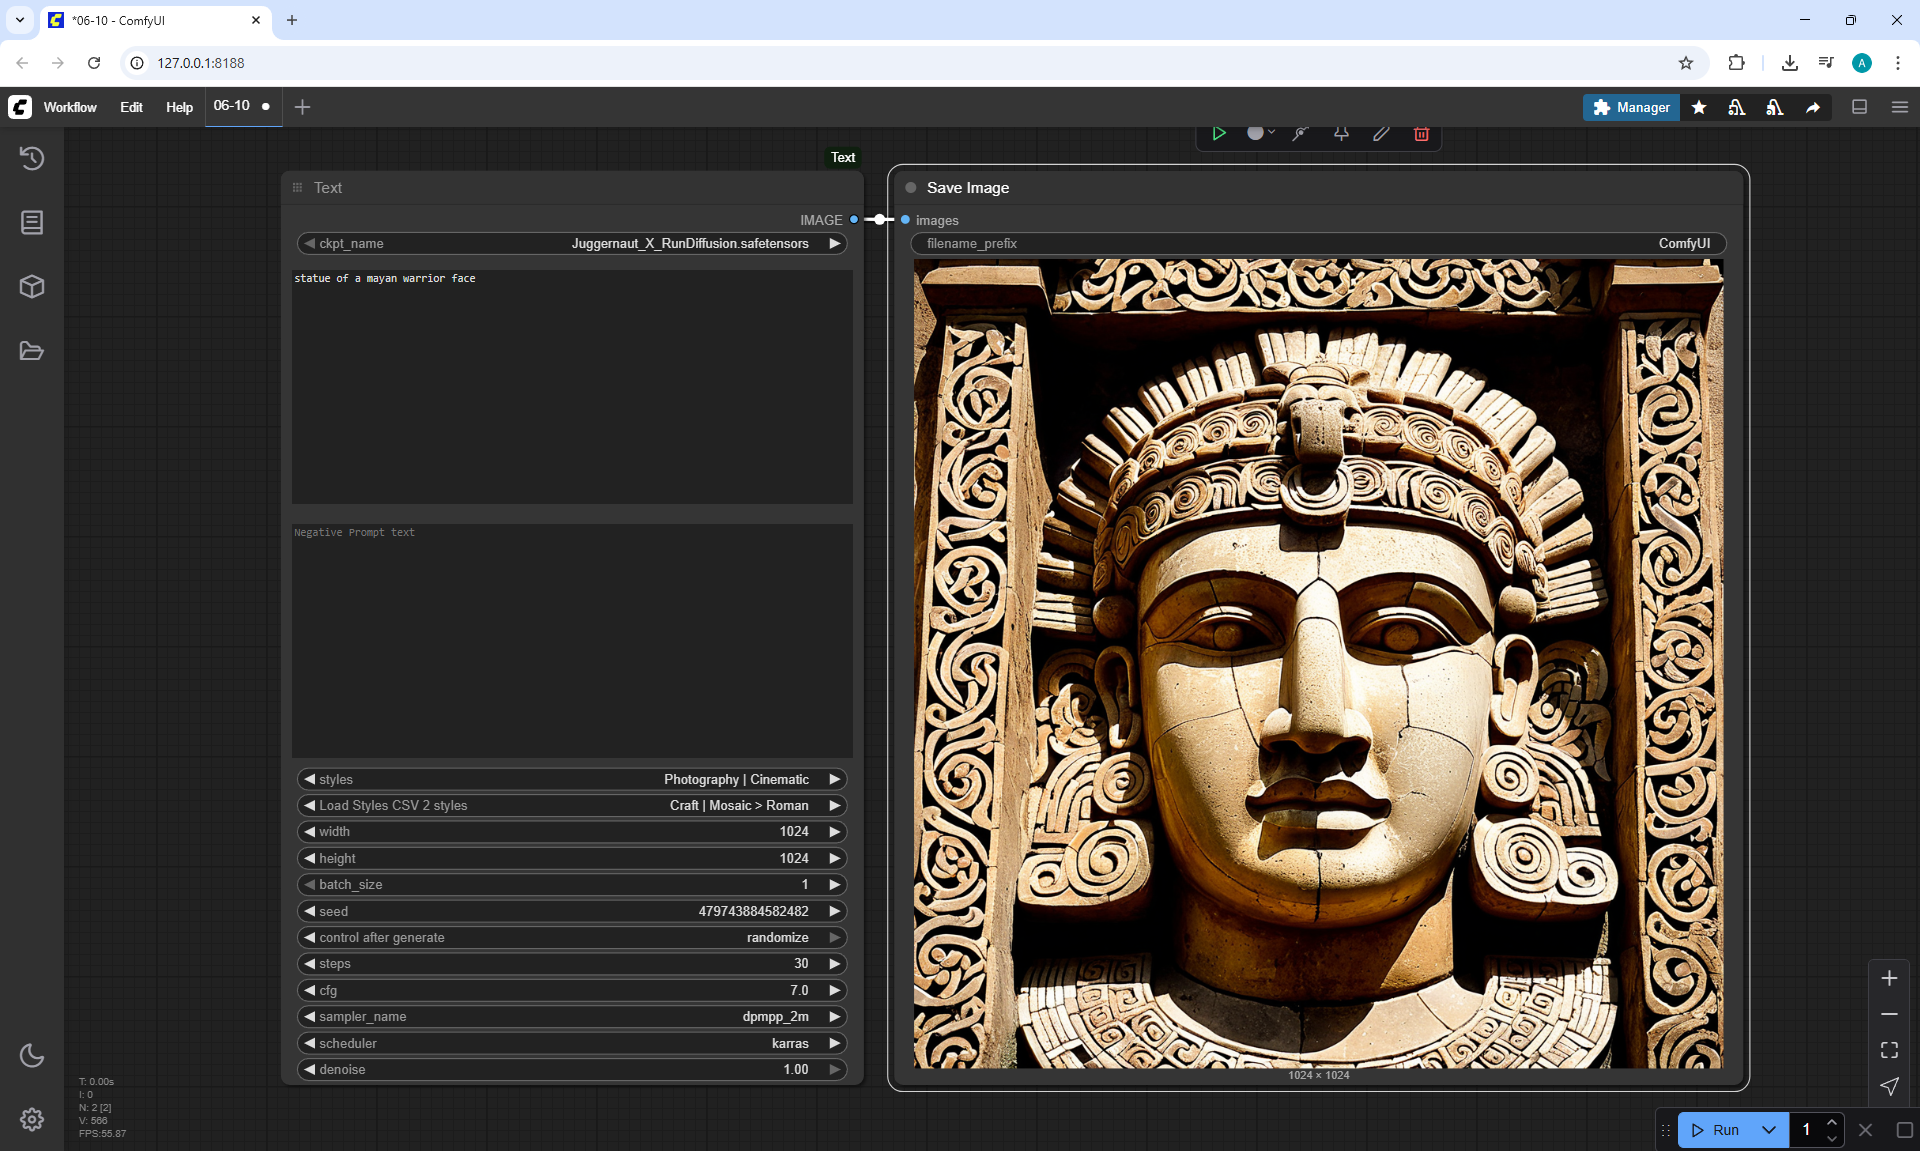 *06-10 - ComfyUI
127.0.0.1:8188
A
Workflow Edit Help 06-10
Manager
Text
Text
IMAGE
ckpt_name Juggernaut_X_RunDiffusion.safetensors
statue of a mayan warrior face
Negative Prompt text
styles Photography | Cinematic
Load Styles CSV 2 styles Craft | Mosaic > Roman
width 1024
height 1024
batch_size 1
seed 479743884582482
control after generate randomize
steps 30
cfg 7.0
sampler_name dpmpp_2m
scheduler karras
denoise 1.00
Save Image
images
filename_prefix ComfyUI
1024 × 1024
T: 0.00s
I: 0
N: 2 [2]
V: 566
FPS:55.87
Run 1